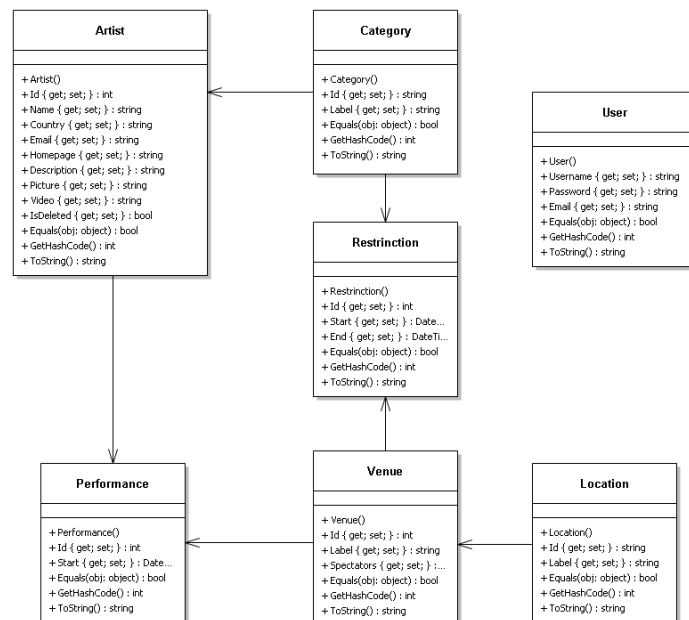 Artist
+ Artist()
+ Id { get; set; } : int
+ Name { get; set; } : string
+ Country { get; set; } : string
+ Email { get; set; } : string
+ Homepage { get; set; } : string
+ Description { get; set; } : string
+ Picture { get; set; } : string
+ Video { get; set; } : string
+ IsDeleted { get; set; } : bool
+ Equals(obj: object) : bool
+ GetHashCode() : int
+ ToString() : string
Category
+ Category()
+ Id { get; set; } : string
+ Label { get; set; } : string
+ Equals(obj: object) : bool
+ GetHashCode() : int
+ ToString() : string
User
+ User()
+ Username { get; set; } : string
+ Password { get; set; } : string
+ Email { get; set; } : string
+ Equals(obj: object) : bool
+ GetHashCode() : int
+ ToString() : string
Restrinction
+ Restrinction()
+ Id { get; set; } : int
+ Start { get; set; } : Date...
+ End { get; set; } : DateTi...
+ Equals(obj: object) : bool
+ GetHashCode() : int
+ ToString() : string
Performance
+ Performance()
+ Id { get; set; } : int
+ Start { get; set; } : Date...
+ Equals(obj: object) : bool
+ GetHashCode() : int
+ ToString() : string
Venue
+ Venue()
+ Id { get; set; } : int
+ Label { get; set; } : string
+ Spectators { get; set; } :...
+ Equals(obj: object) : bool
+ GetHashCode() : int
+ ToString() : string
Location
+ Location()
+ Id { get; set; } : string
+ Label { get; set; } : string
+ Equals(obj: object) : bool
+ GetHashCode() : int
+ ToString() : string